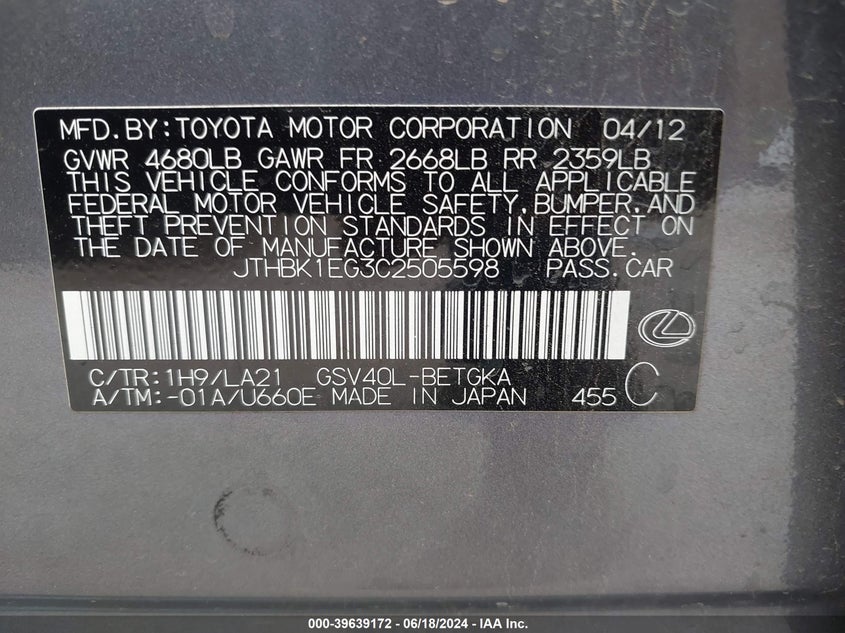 MFD.BY:TOYOTA MOTOR CORPORATION 04/12
GVWR 4680LB GAWR FR 2668LB RR 2359LB
THIS VEHICLE CONFORMS TO ALL APPLICABLE
FEDERAL MOTOR VEHICLE SAFETY,BUMPER,AND
THEFT PREVENTION STANDARDS IN EFFECT ON
THE DATE OF MANUFACTURE SHOWN ABOVE.
JTHBK1EG3C2505598 PASS.CAR
C/TR:1H9/LA21 GSV40L-BETGKA
A/TM:-01A/U660E MADE IN JAPAN 455 C
000-39639172 - 06/18/2024 - IAA Inc.